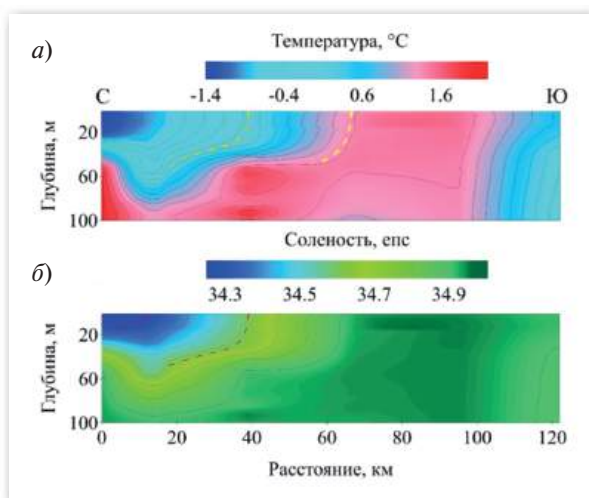 а)
Температура, °C
С -1.4 -0.4 0.6 1.6 Ю
Глубина, м
20
60
100
Соленость, епс
б)
34.3 34.5 34.7 34.9
Глубина, м
20
60
100
0 20 40 60 80 100 120
Расстояние, км